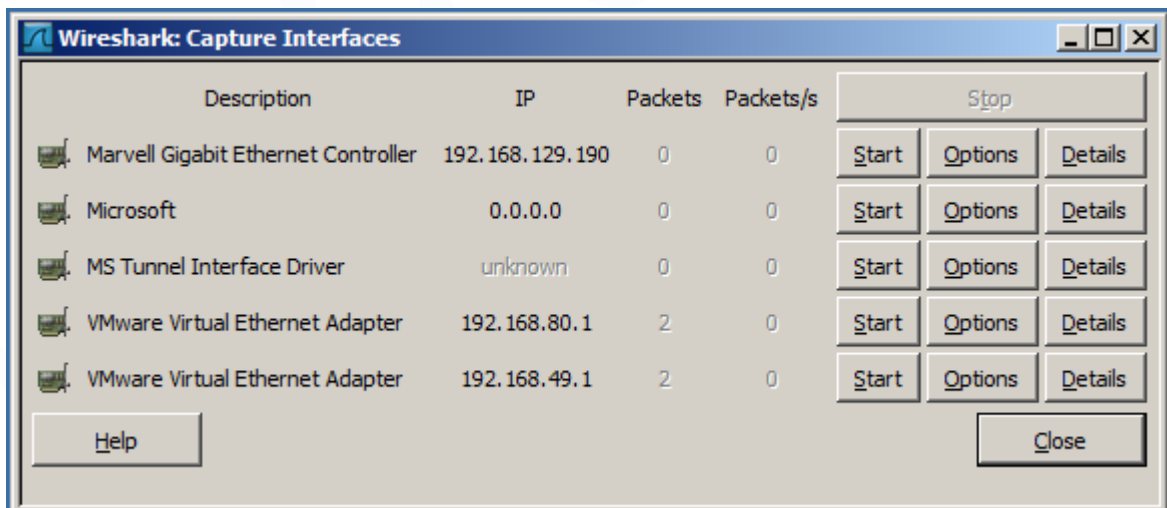 Wireshark: Capture Interfaces
Description IP Packets Packets/s Stop
Marvell Gigabit Ethernet Controller 192.168.129.190 0 0 Start Options Details
Microsoft 0.0.0.0 0 0 Start Options Details
MS Tunnel Interface Driver unknown 0 0 Start Options Details
VMware Virtual Ethernet Adapter 192.168.80.1 2 0 Start Options Details
VMware Virtual Ethernet Adapter 192.168.49.1 2 0 Start Options Details
Help Close